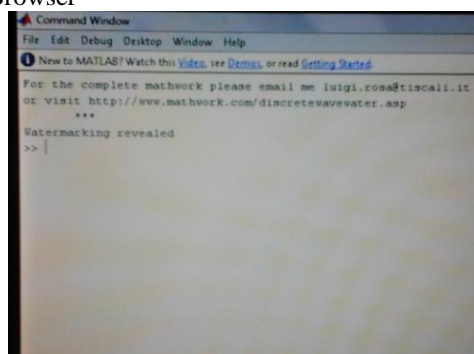 Browser
Command Window
File Edit Debug Desktop Window Help
New to MATLAB? Watch this Video, see Demos, or read Getting Started.
For the complete mathwork please email me luigi.rosa@tiscali.it
or visit http://www.mathwork.com/discretewavewater.asp
***
Watermarking revealed
>>